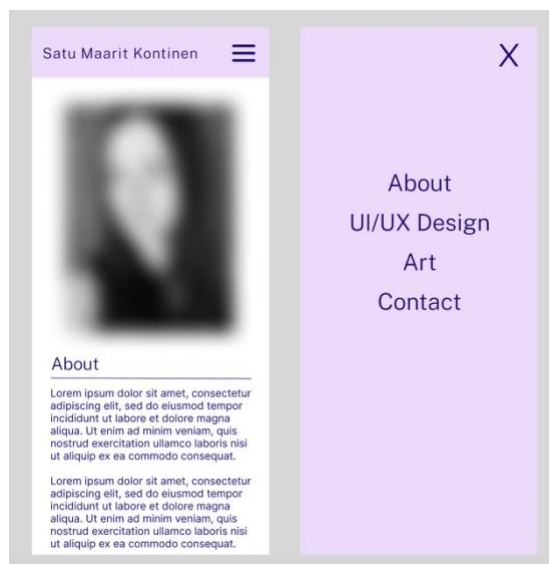 Satu Maarit Kontinen
About
Lorem ipsum dolor sit amet, consectetur
adipiscing elit, sed do eiusmod tempor
incididunt ut labore et dolore magna
aliqua. Ut enim ad minim veniam, quis
nostrud exercitation ullamco laboris nisi
ut aliquip ex ea commodo consequat.
Lorem ipsum dolor sit amet, consectetur
adipiscing elit, sed do eiusmod tempor
incididunt ut labore et dolore magna
aliqua. Ut enim ad minim veniam, quis
nostrud exercitation ullamco laboris nisi
ut aliquip ex ea commodo consequat.
X
About
UI/UX Design
Art
Contact